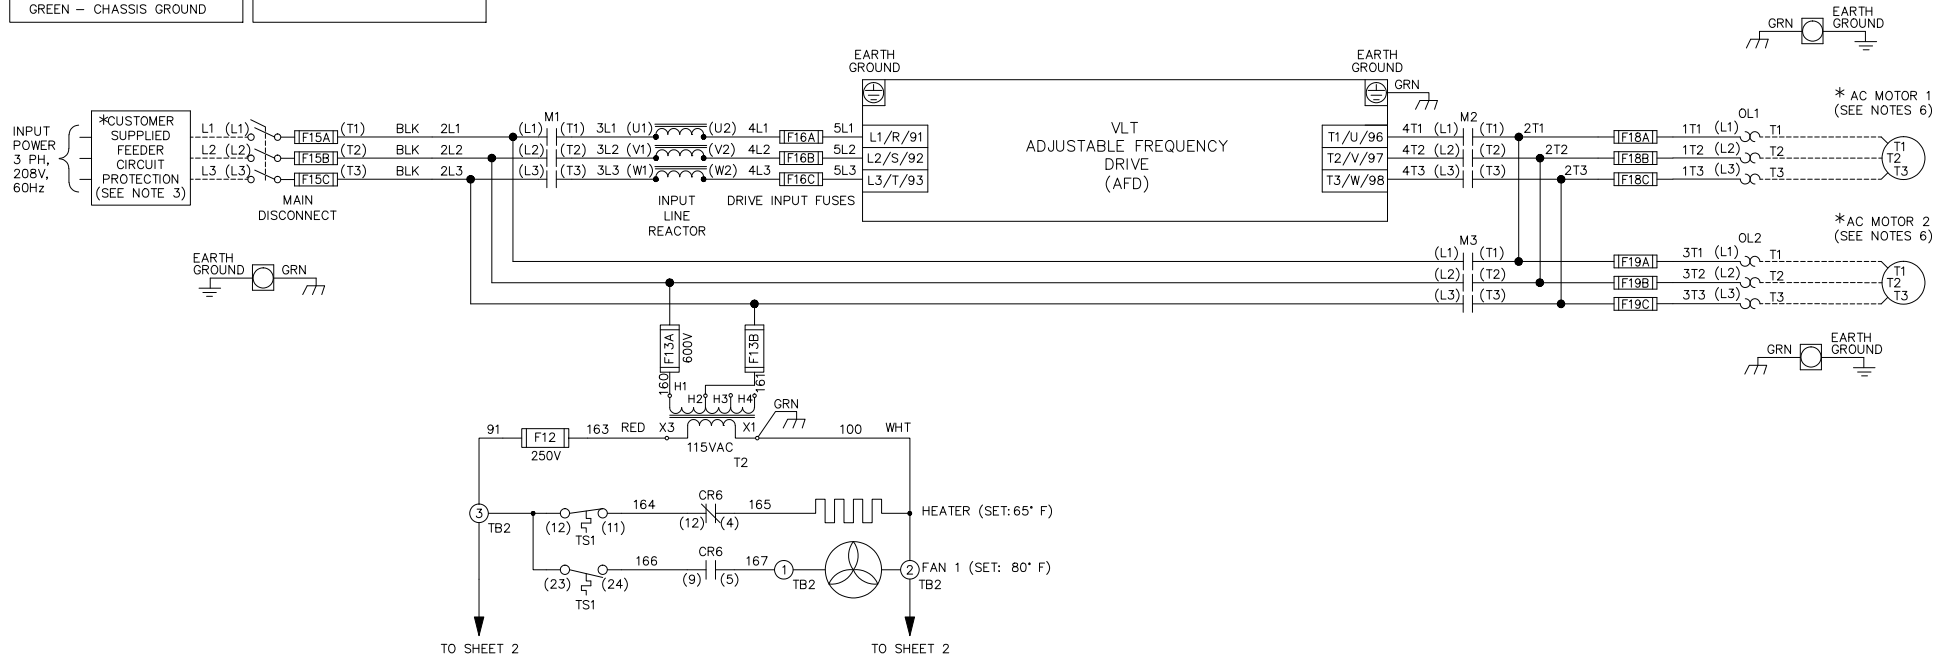 GREEN – CHASSIS GROUND
EARTH
GROUND
GRN
EARTH
GROUND
EARTH
GROUND
GRN
* AC MOTOR 1
(SEE NOTES 6)
INPUT
POWER
3 PH,
208V,
60Hz
*CUSTOMER
SUPPLIED
FEEDER
CIRCUIT
PROTECTION
(SEE NOTE 3)
L1 (L1) F15A (T1) BLK 2L1 (L1) M1 (T1) 3L1 (U1) (U2) 4L1 F16A 5L1 L1/R/91
L2 (L2) F15B (T2) BLK 2L2 (L2) (T2) 3L2 (V1) (V2) 4L2 F16B 5L2 L2/S/92
L3 (L3) F15C (T3) BLK 2L3 (L3) (T3) 3L3 (W1) (W2) 4L3 F16C 5L3 L3/T/93
MAIN
DISCONNECT
INPUT
LINE
REACTOR
DRIVE INPUT FUSES
VLT
ADJUSTABLE FREQUENCY
DRIVE
(AFD)
T1/U/96 4T1 (L1) M2 (T1) 2T1 F18A 1T1 (L1) OL1 T1
T2/V/97 4T2 (L2) (T2) 2T2 F18B 1T2 (L2) T2
T3/W/98 4T3 (L3) (T3) 2T3 F18C 1T3 (L3) T3
T1
T2
T3
*AC MOTOR 2
(SEE NOTES 6)
(L1) M3 (T1) F19A 3T1 (L1) OL2 T1
(L2) (T2) F19B 3T2 (L2) T2
(L3) (T3) F19C 3T3 (L3) T3
T1
T2
T3
EARTH
GROUND
GRN
GRN
EARTH
GROUND
F13A
600V
F13B
160
161
H1
H2 H3 H4
GRN
91 F12 163 RED X3 X1 100 WHT
250V
115VAC
T2
3
TB2
(12) TS1 (11) 164 CR6 (12) (4) 165 HEATER (SET:65° F)
(23) TS1 (24) 166 CR6 (9) (5) 167 1 TB2 2 TB2 FAN 1 (SET: 80° F)
TO SHEET 2
TO SHEET 2